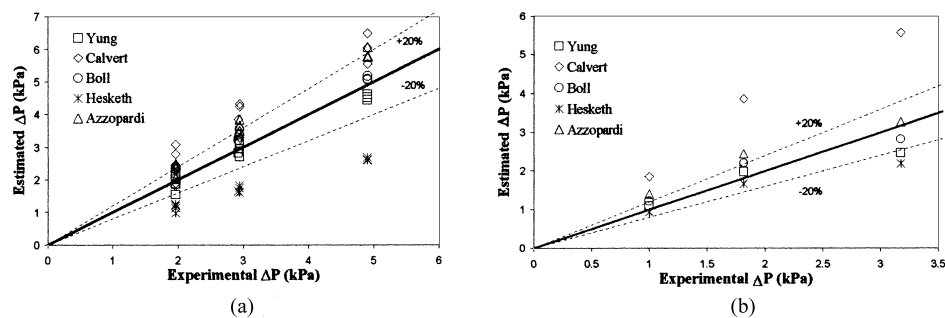 (a)
Estimated ΔP (kPa)
7
6
5
4
3
2
1
0
Yung
Calvert
Boll
Hesketh
Azzopardi
+20%
-20%
0 1 2 3 4 5 6
Experimental ΔP (kPa)
(a)
(b)
Estimated ΔP (kPa)
6
5
4
3
2
1
0
Yung
Calvert
Boll
Hesketh
Azzopardi
+20%
-20%
0 0.5 1 1.5 2 2.5 3 3.5
Experimental ΔP (kPa)
(b)